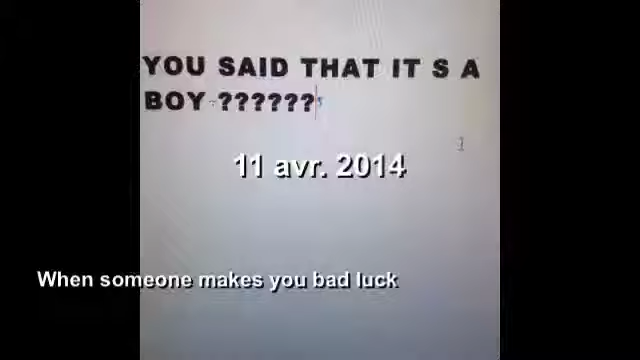 YOU SAID THAT IT S A
BOY ??????
11 avr. 2014
When someone makes you bad luck